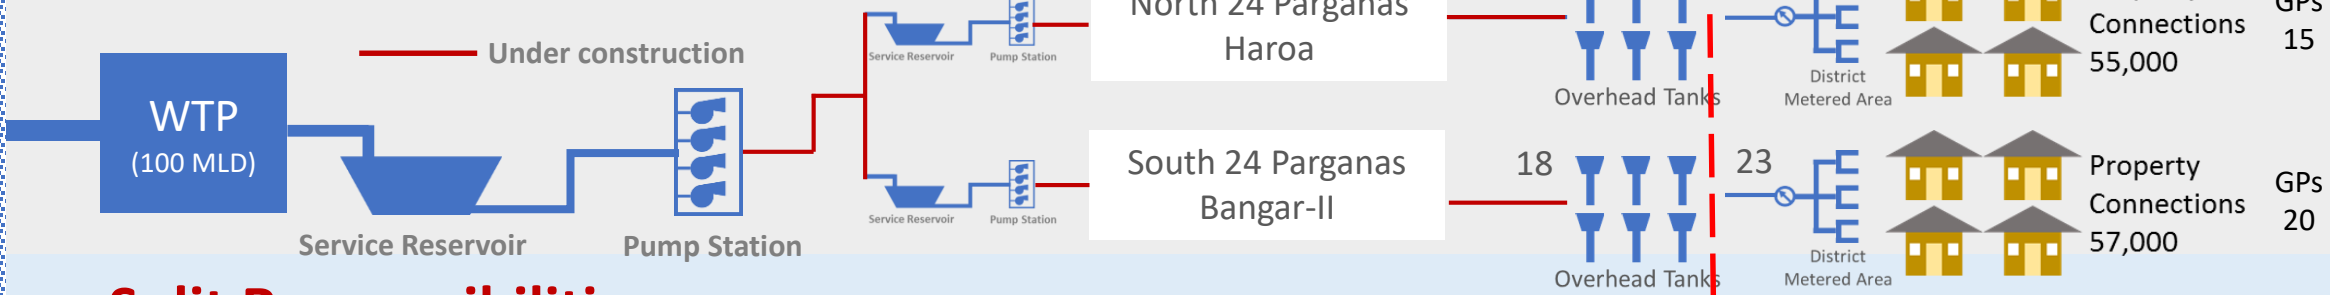 North 24 Parganas
Haroa
Under construction
WTP
(100 MLD)
Service Reservoir
Pump Station
Service Reservoir
Pump Station
Overhead Tanks
District
Metered Area
Connections
55,000
GPs
15
South 24 Parganas
Bangar-II
18
23
Service Reservoir
Pump Station
Overhead Tanks
District
Metered Area
Property
Connections
57,000
GPs
20